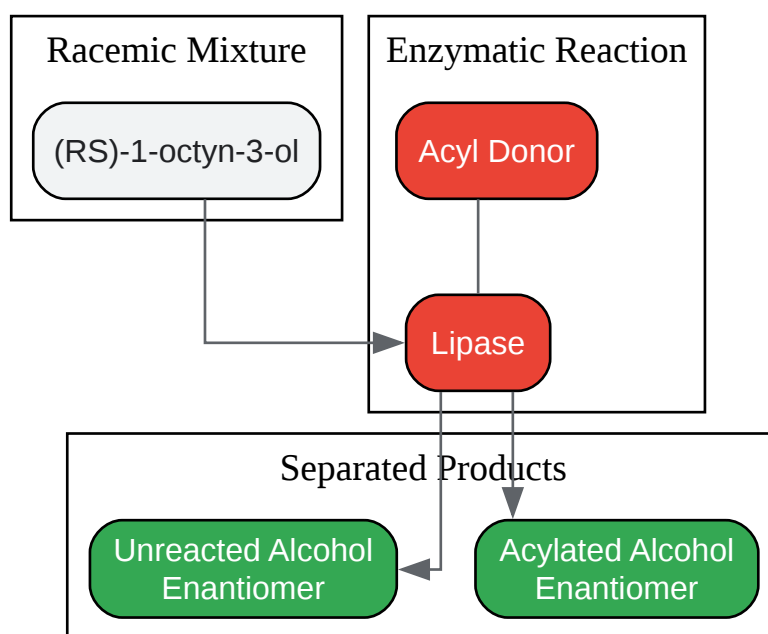 Racemic Mixture
Enzymatic Reaction
(RS)-1-octyn-3-ol
Acyl Donor
Lipase
Separated Products
Unreacted Alcohol
Enantiomer
Acylated Alcohol
Enantiomer